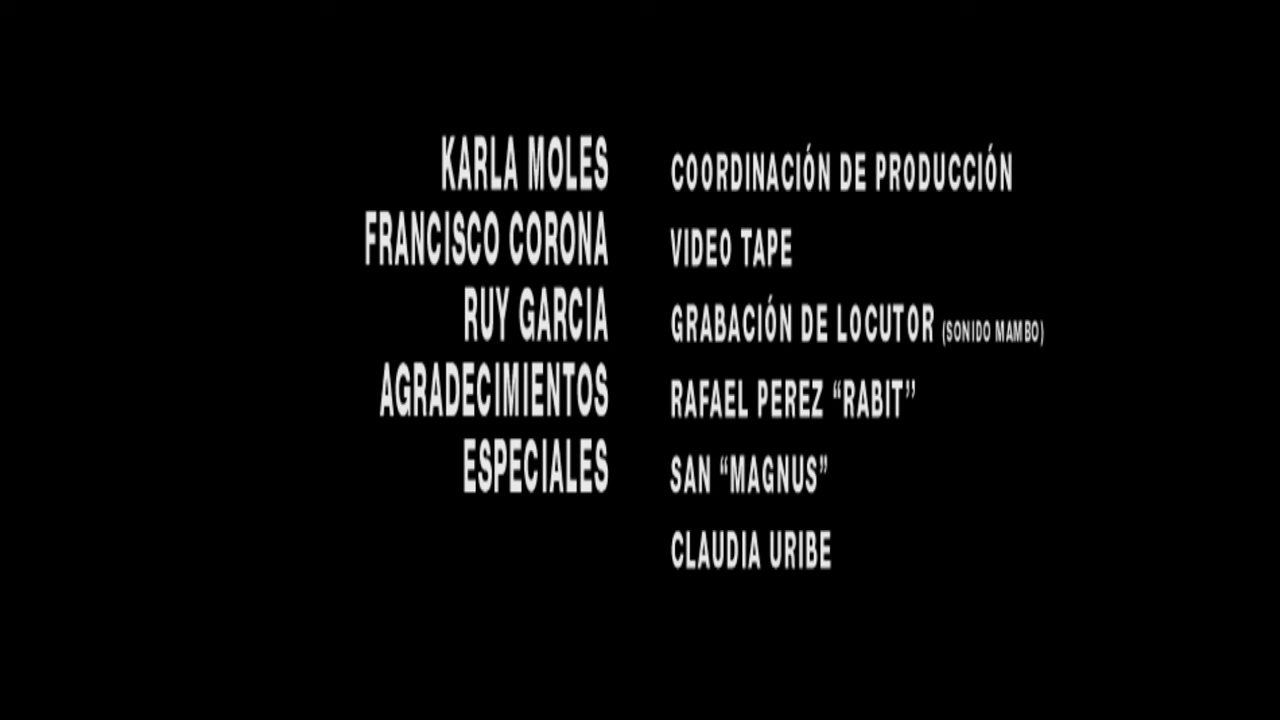 KARLA MOLES COORDINACIÓN DE PRODUCCIÓN
FRANCISCO CORONA VIDEO TAPE
RUY GARCIA GRABACIÓN DE LOCUTOR (SONIDO MAMBO)
AGRADECIMIENTOS RAFAEL PEREZ “RABIT”
ESPECIALES SAN “MAGNUS”
CLAUDIA URIBE